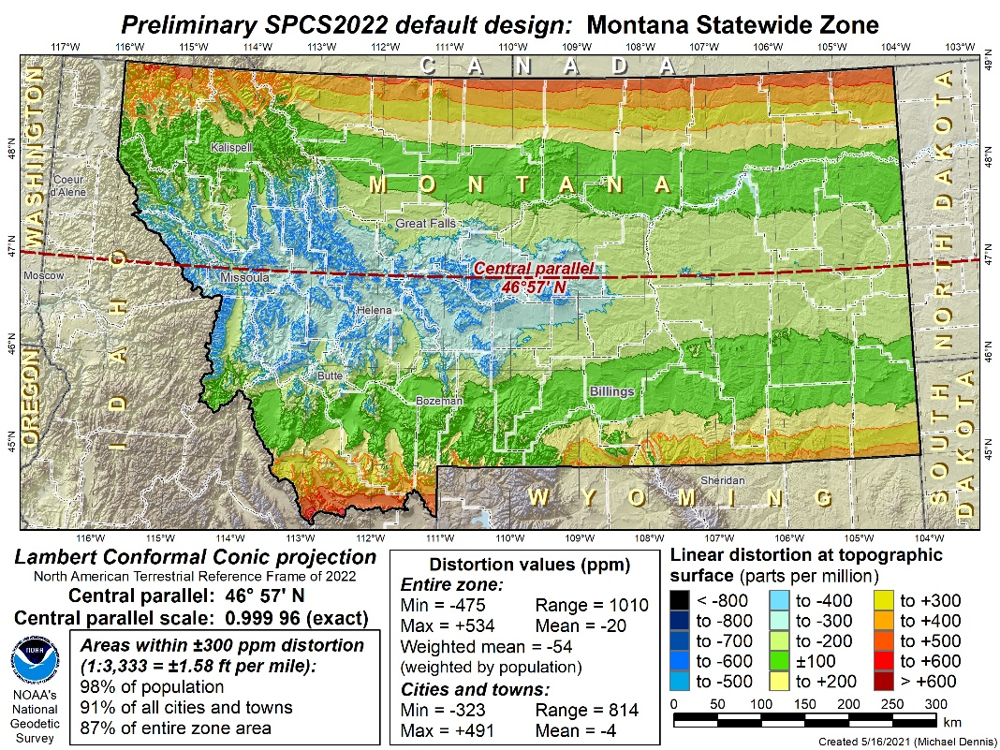 Preliminary SPCS2022 default design: Montana Statewide Zone
117°W 116°W 115°W 114°W 113°W 112°W 111°W 110°W 109°W 108°W 107°W 106°W 105°W 104°W 103°W
CANADA
49°N
WASHINGTON
48°N
Kalispell
48°N
Coeur
d'Alene
MONTANA
NORTH DAKOTA
Great Falls
47°N
47°N
Central parallel
46°57' N
Moscow
Missoula
IDAHO
Helena
46°N
46°N
OREGON
Butte
Billings
Bozeman
SOUTH
DAKOTA
45°N
45°N
Sheridan
WYOMING
116°W 115°W 114°W 113°W 112°W 111°W 110°W 109°W 108°W 107°W 106°W 105°W 104°W
Lambert Conformal Conic projection
North American Terrestrial Reference Frame of 2022
Central parallel: 46° 57' N
Central parallel scale: 0.999 96 (exact)
NOAA
NOAA's
National
Geodetic
Survey
Areas within ±300 ppm distortion
(1:3,333 = ±1.58 ft per mile):
98% of population
91% of all cities and towns
87% of entire zone area
Distortion values (ppm)
Entire zone:
Min = -475 Range = 1010
Max = +534 Mean = -20
Weighted mean = -54
(weighted by population)
Cities and towns:
Min = -323 Range = 814
Max = +491 Mean = -4
Linear distortion at topographic
surface (parts per million)
< -800 to -400 to +300
to -800 to -300 to +400
to -700 to -200 to +500
to -600 ±100 to +600
to -500 to +200 > +600
0 50 100 150 200 250 300
km
Created 5/16/2021 (Michael Dennis)